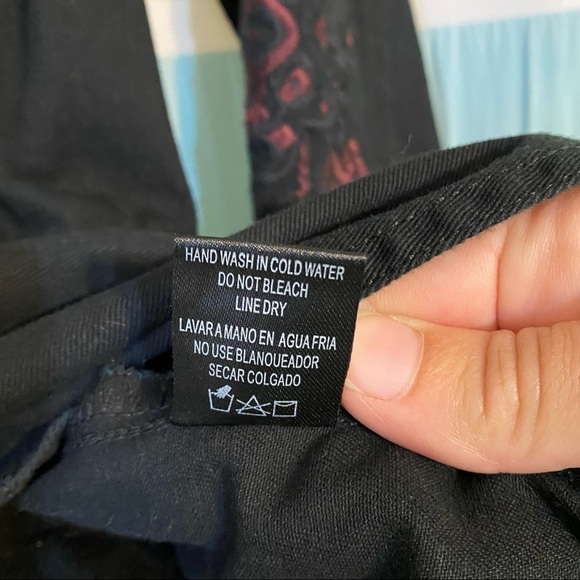 HAND WASH IN COLD WATER
DO NOT BLEACH
LINE DRY
LAVAR A MANO EN AGUA FRIA
NO USE BLANQUEADOR
SECAR COLGADO